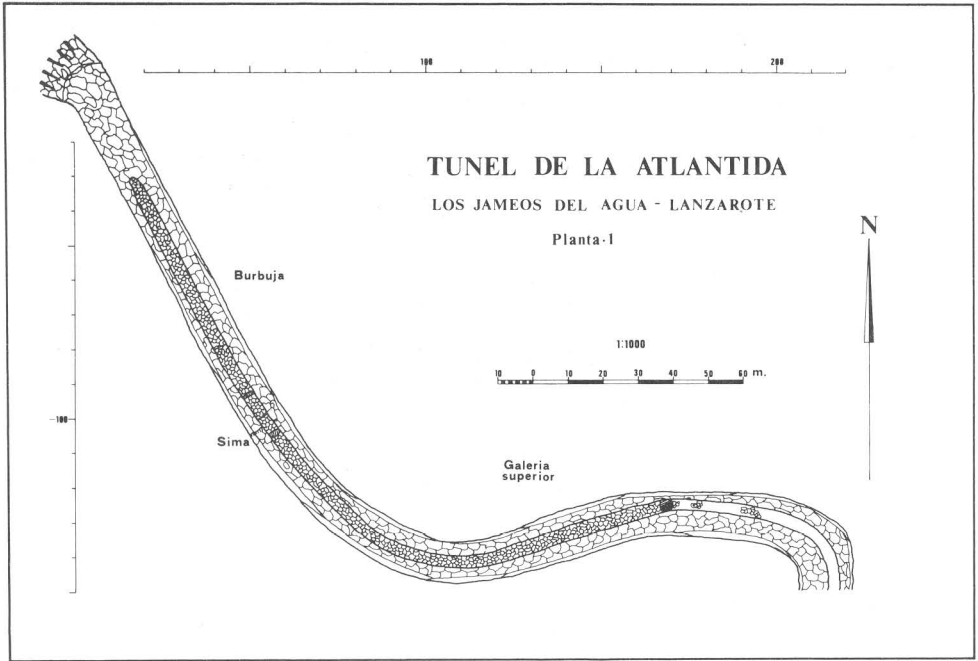 100
200
TUNEL DE LA ATLANTIDA
LOS JAMEOS DEL AGUA - LANZAROTE
Planta·1
N
Burbuja
1:1000
10 0 10 20 30 40 50 60 m.
-100
Sima
Galeria
superior